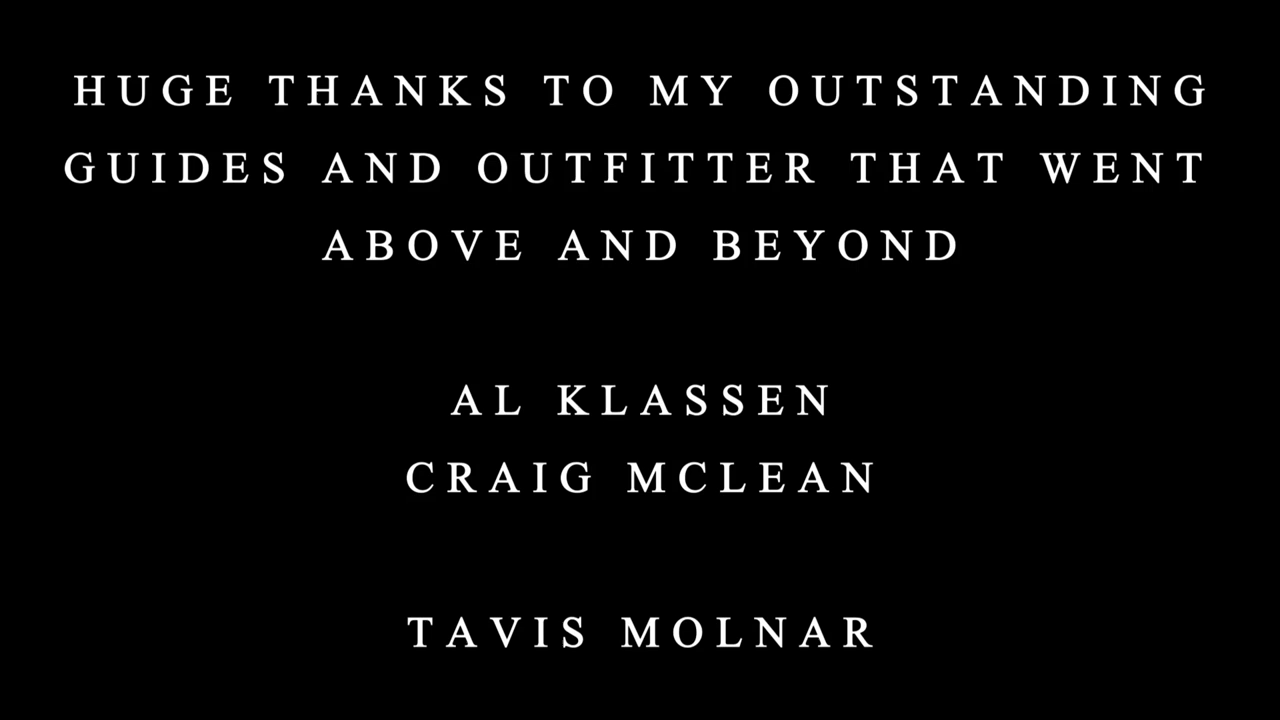 HUGE THANKS TO MY OUTSTANDING
GUIDES AND OUTFITTER THAT WENT
ABOVE AND BEYOND
AL KLASSEN
CRAIG MCLEAN
TAVIS MOLNAR